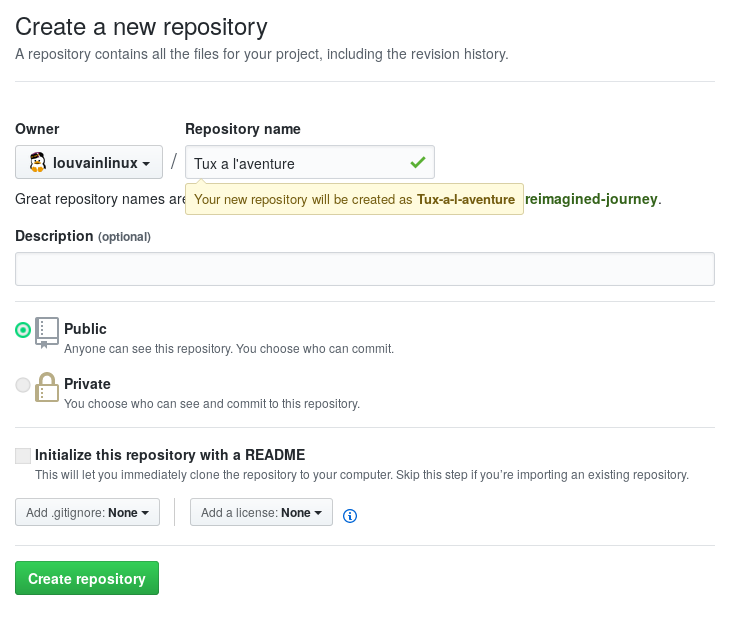 Create a new repository
A repository contains all the files for your project, including the revision history.
Owner
Repository name
louvainlinux / Tux a l'aventure
Great repository names are
Your new repository will be created as Tux-a-l-aventure
reimagined-journey.
Description (optional)
Public
Anyone can see this repository. You choose who can commit.
Private
You choose who can see and commit to this repository.
Initialize this repository with a README
This will let you immediately clone the repository to your computer. Skip this step if you're importing an existing repository.
Add .gitignore: None
Add a license: None
Create repository